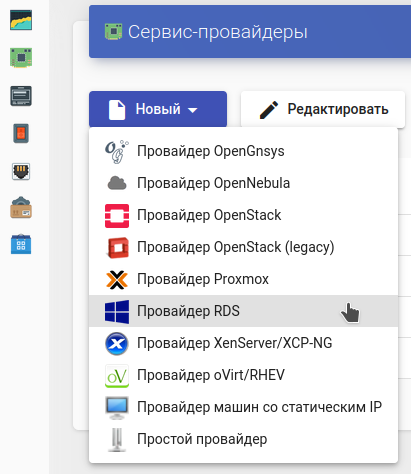 Сервис-провайдеры
Новый
Редактировать
Провайдер OpenGnsys
Провайдер OpenNebula
Провайдер OpenStack
Провайдер OpenStack (legacy)
Провайдер Proxmox
Провайдер RDS
Провайдер XenServer/XCP-NG
Провайдер oVirt/RHEV
Провайдер машин со статическим IP
Простой провайдер